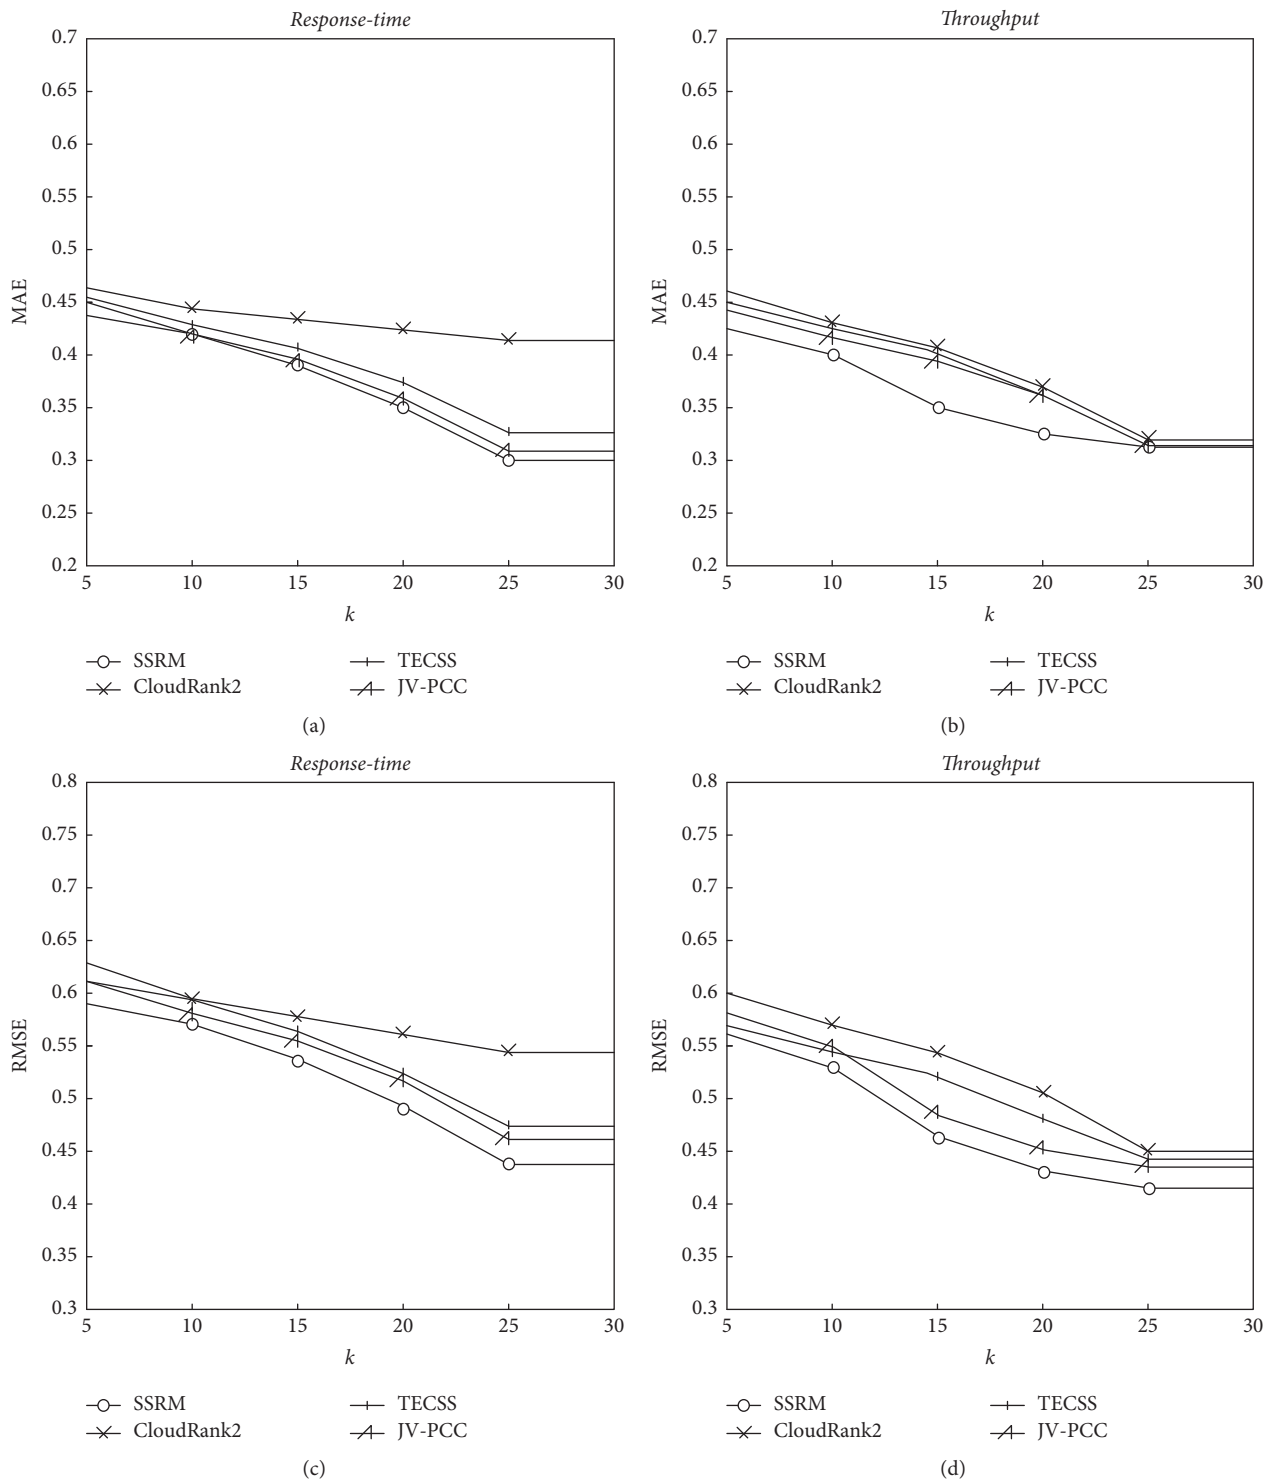 Response-time
0.7
0.65
0.6
0.55
0.5
0.45
0.4
0.35
0.3
0.25
0.2
MAE
5 10 15 20 25 30
k
SSRM TECSS
CloudRank2 JV-PCC
(a)
Throughput
0.7
0.65
0.6
0.55
0.5
0.45
0.4
0.35
0.3
0.25
0.2
MAE
5 10 15 20 25 30
k
SSRM TECSS
CloudRank2 JV-PCC
(b)
Response-time
0.8
0.75
0.7
0.65
0.6
0.55
0.5
0.45
0.4
0.35
0.3
RMSE
5 10 15 20 25 30
k
SSRM TECSS
CloudRank2 JV-PCC
(c)
Throughput
0.8
0.75
0.7
0.65
0.6
0.55
0.5
0.45
0.4
0.35
0.3
RMSE
5 10 15 20 25 30
k
SSRM TECSS
CloudRank2 JV-PCC
(d)